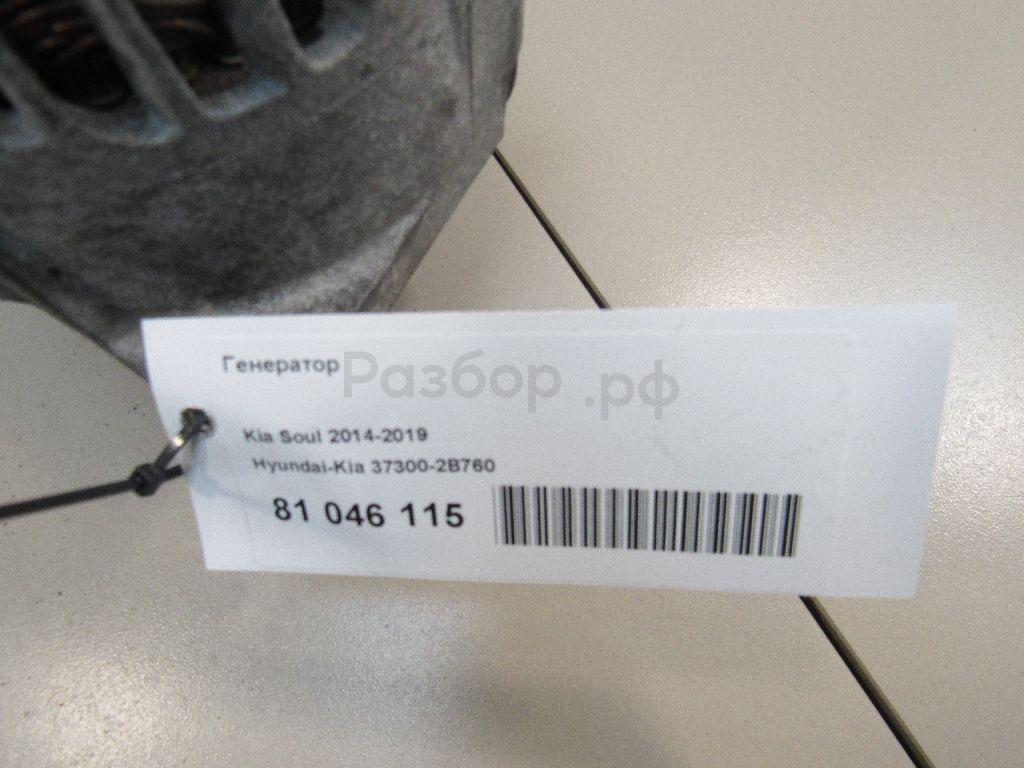 Генератор
Разбор.рф
Kia Soul 2014-2019
Hyundai-Kia 37300-2B760
81 046 115